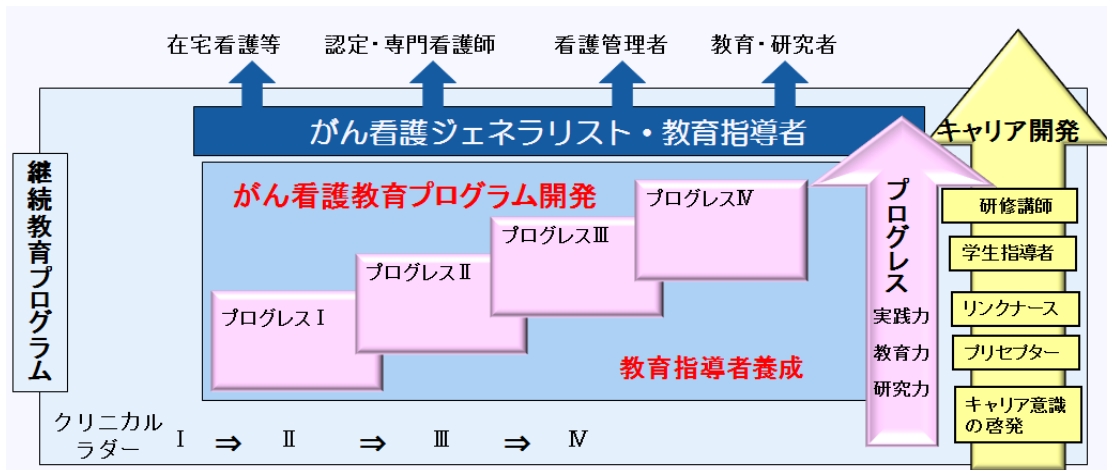 在宅看護等
認定・専門看護師
看護管理者
教育・研究者
がん看護ジェネラリスト・教育指導者
キャリア開発
継続教育プログラム
がん看護教育プログラム開発
プログレスⅠ
プログレスⅡ
プログレスⅢ
プログレスⅣ
教育指導者養成
プログレス
実践力
教育力
研究力
研修講師
学生指導者
リンクナース
プリセプター
キャリア意識
の啓発
クリニカル
ラダー
Ⅰ ⇒ Ⅱ ⇒ Ⅲ ⇒ Ⅳ